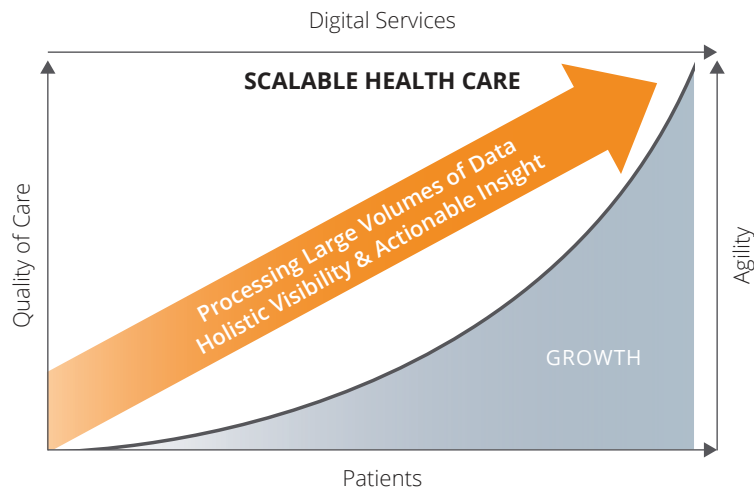 Digital Services
SCALABLE HEALTH CARE
Quality of Care
Processing Large Volumes of Data
Holistic Visibility & Actionable Insight
Agility
GROWTH
Patients